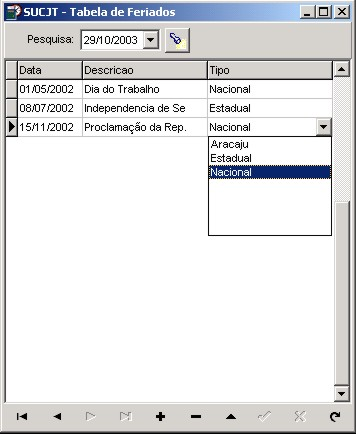 SUCJT - Tabela de Feriados
Pesquisa: 29/10/2003
Data Descricao Tipo
01/05/2002 Dia do Trabalho Nacional
08/07/2002 Independencia de Se Estadual
15/11/2002 Proclamação da Rep. Nacional
Aracaju
Estadual
Nacional